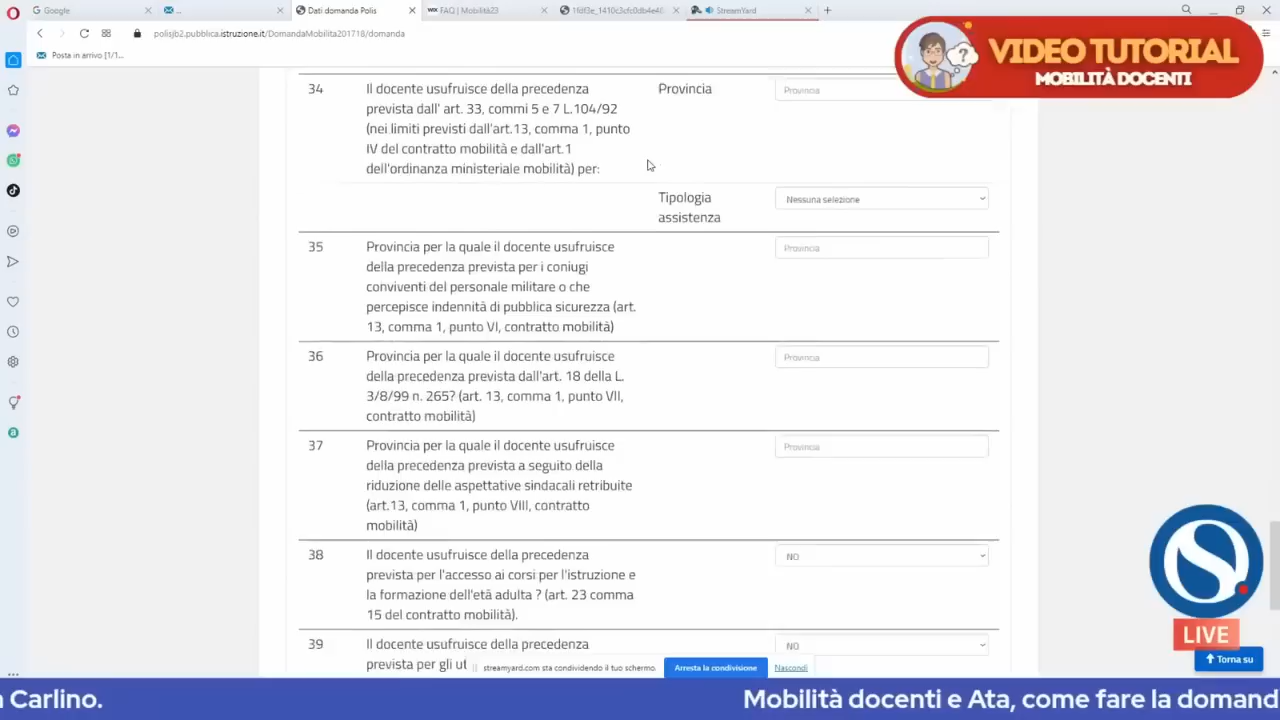 Google
Dati domanda Polis
FAQ | Mobilità23
StreamYard
polisjb2.pubblica.istruzione.it/DomandaMobilita201718/domanda
Posta in arrivo [1/1...
VIDEO TUTORIAL
MOBILITÀ DOCENTI
34
Il docente usufruisce della precedenza
prevista dall' art. 33, commi 5 e 7 L.104/92
(nei limiti previsti dall'art.13, comma 1, punto
IV del contratto mobilità e dall'art.1
dell'ordinanza ministeriale mobilità) per:
Provincia
Provincia
Tipologia
assistenza
Nessuna selezione
35
Provincia per la quale il docente usufruisce
della precedenza prevista per i coniugi
conviventi del personale militare o che
percepisce indennità di pubblica sicurezza (art.
13, comma 1, punto VI, contratto mobilità)
Provincia
36
Provincia per la quale il docente usufruisce
della precedenza prevista dall'art. 18 della L.
3/8/99 n. 265? (art. 13, comma 1, punto VII,
contratto mobilità)
Provincia
37
Provincia per la quale il docente usufruisce
della precedenza prevista a seguito della
riduzione delle aspettative sindacali retribuite
(art.13, comma 1, punto VIII, contratto
mobilità)
Provincia
38
Il docente usufruisce della precedenza
prevista per l'accesso ai corsi per l'istruzione e
la formazione dell'età adulta ? (art. 23 comma
15 del contratto mobilità).
NO
39
Il docente usufruisce della precedenza
prevista per gli ut
NO
streamyard.com sta condividendo il tuo schermo.
Arresta la condivisione
Nascondi
S
LIVE
Torna su
a Carlino.
Mobilità docenti e Ata, come fare la domand